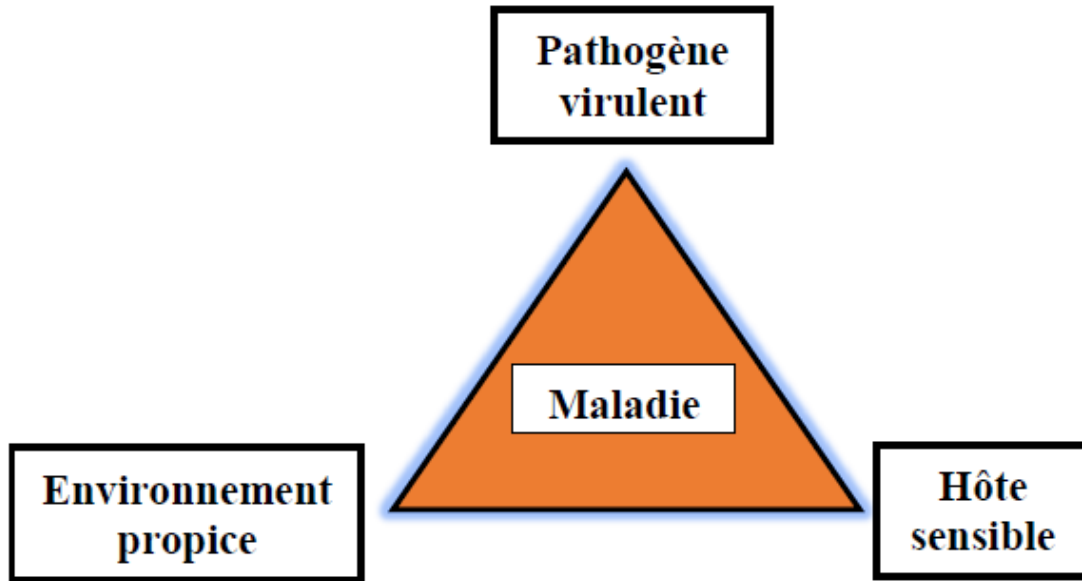 Pathogène
virulent
Maladie
Environnement
propice
Hôte
sensible